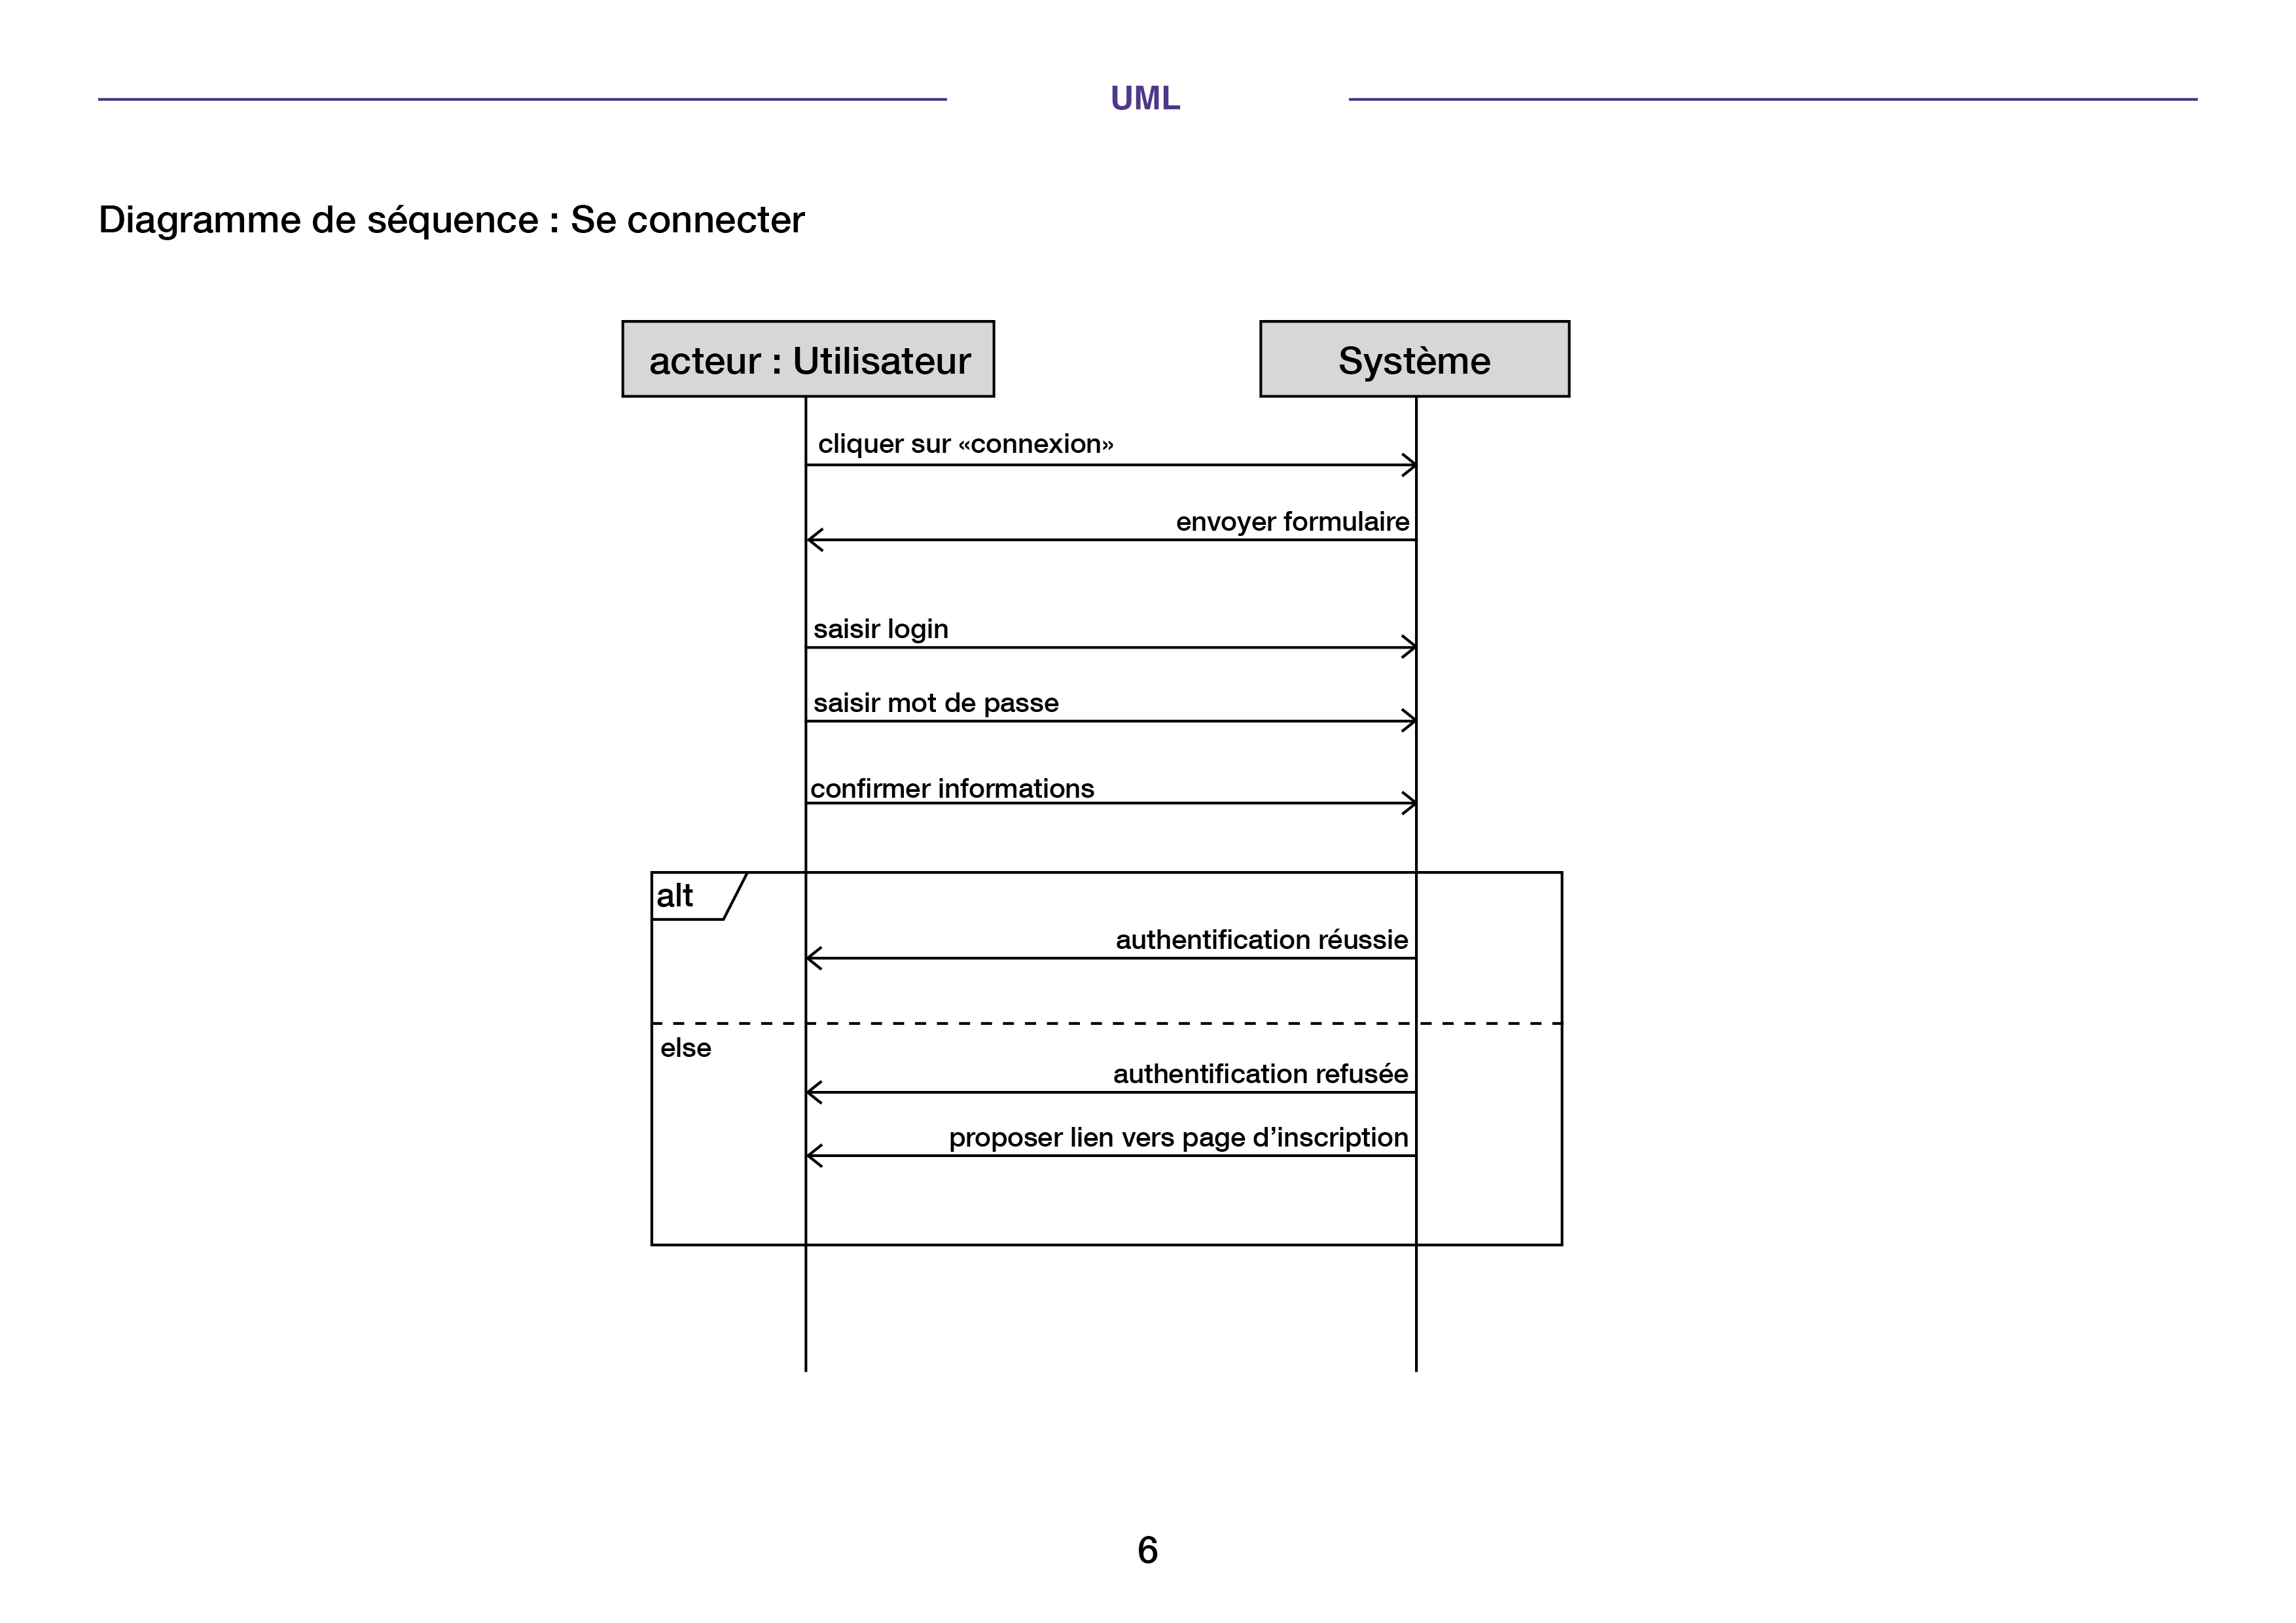 UML
Diagramme de séquence : Se connecter
acteur : Utilisateur
Système
cliquer sur «connexion»
envoyer formulaire
saisir login
saisir mot de passe
confirmer informations
alt
authentification réussie
else
authentification refusée
proposer lien vers page d’inscription
6